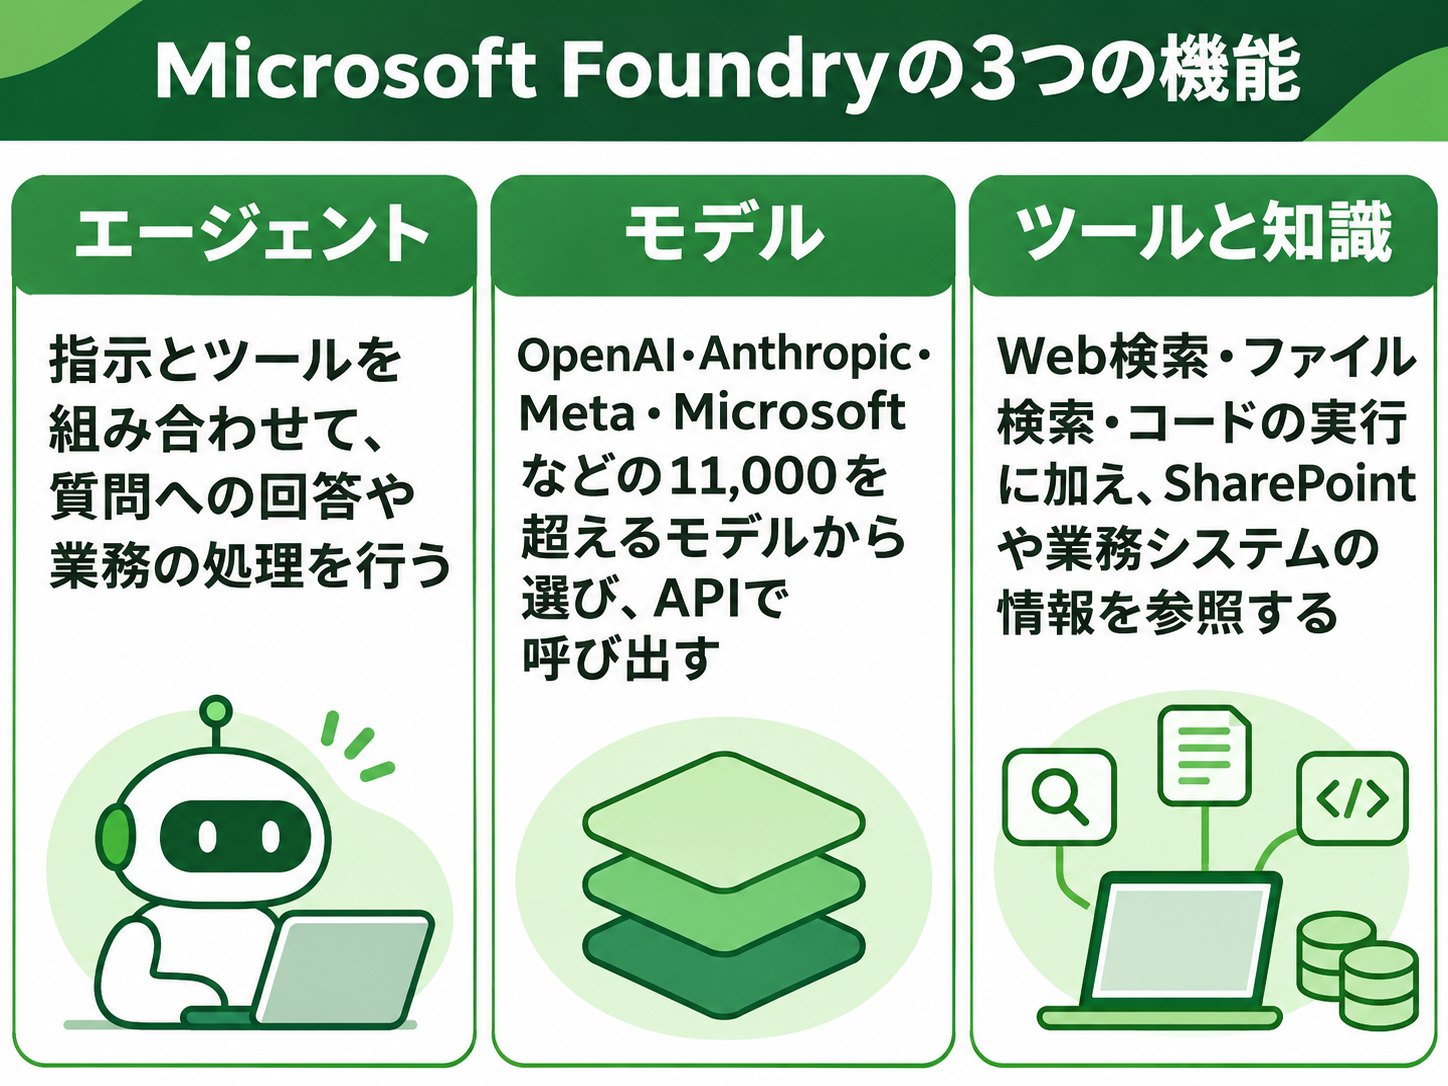 Microsoft Foundryの3つの機能
エージェント
指示とツールを
組み合わせて、
質問への回答や
業務の処理を行う
モデル
OpenAI・Anthropic・
Meta・Microsoft
などの11,000を
超えるモデルから
選び、APIで
呼び出す
ツールと知識
Web検索・ファイル
検索・コードの実行
に加え、SharePoint
や業務システムの
情報を参照する
</>